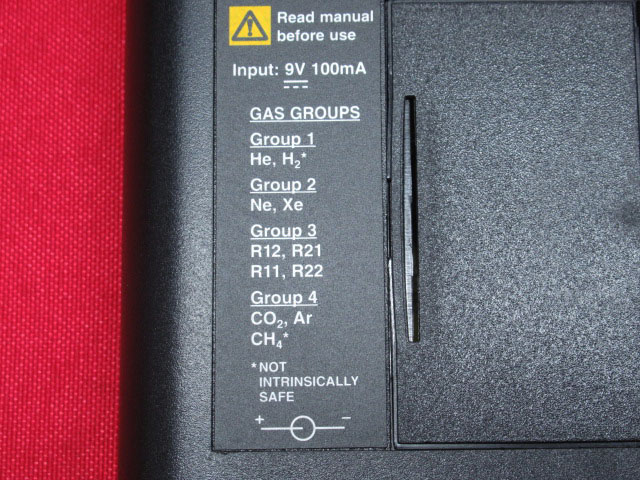 Read manual
before use
Input: 9V 100mA
GAS GROUPS
Group 1
He, H₂*
Group 2
Ne, Xe
Group 3
R12, R21
R11, R22
Group 4
CO₂, Ar
CH₄*
*NOT
INTRINSICALLY
SAFE
+ −